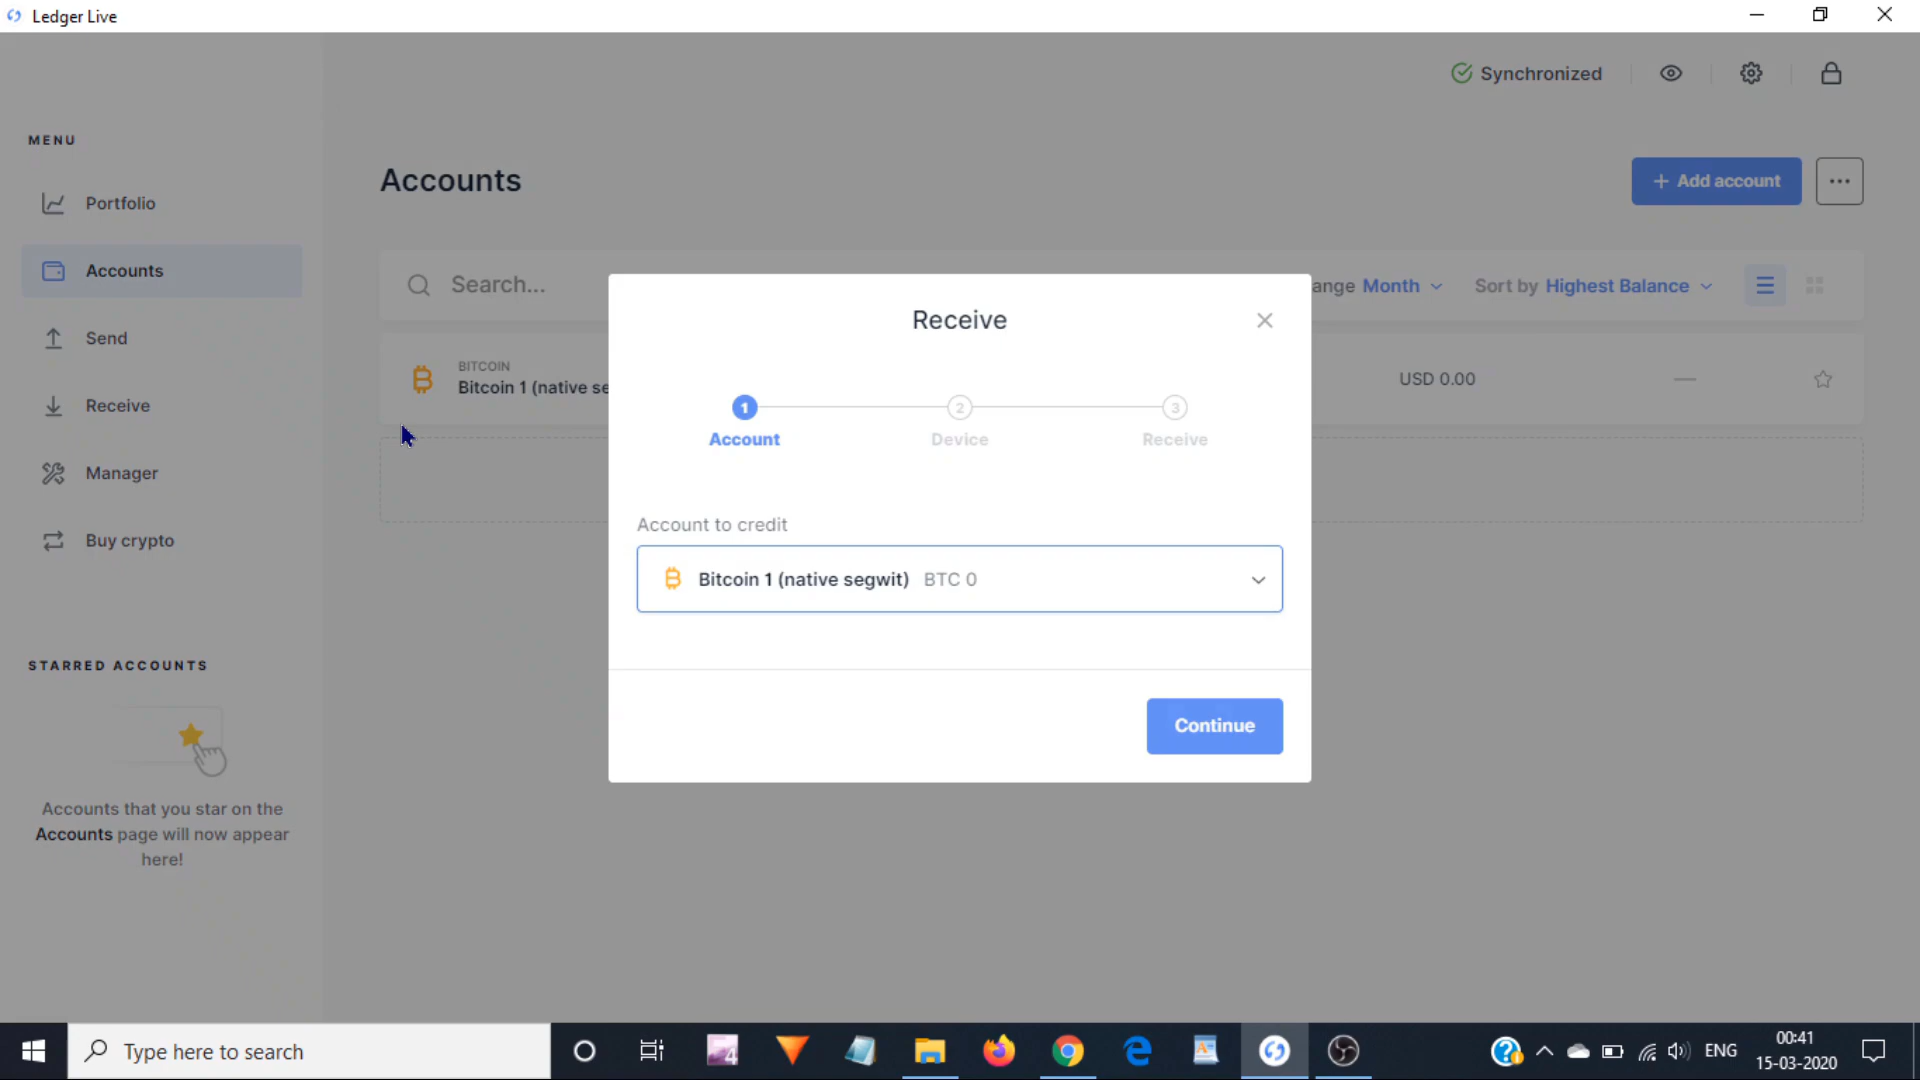 Ledger Live
Synchronized
MENU
Portfolio
Accounts
Send
Receive
Manager
Buy crypto
STARRED ACCOUNTS
Accounts that you star on the
Accounts page will now appear
here!
Accounts
+ Add account
Search...
ange Month
Sort by Highest Balance
BITCOIN
Bitcoin 1 (native se
USD 0.00
Receive
1
2
3
Account
Device
Receive
Account to credit
Bitcoin 1 (native segwit) BTC 0
Continue
Type here to search
4
ENG
00:41
15-03-2020